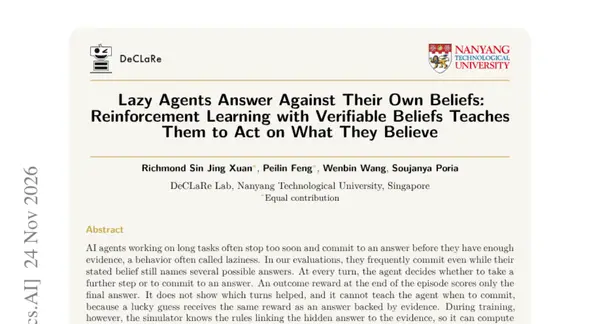 DeCLaRe
NANYANG
TECHNOLOGICAL
UNIVERSITY
Lazy Agents Answer Against Their Own Beliefs:
Reinforcement Learning with Verifiable Beliefs Teaches
Them to Act on What They Believe
Richmond Sin Jing Xuan*, Peilin Feng*, Wenbin Wang, Soujanya Poria
DeCLaRe Lab, Nanyang Technological University, Singapore
*Equal contribution
Abstract
AI agents working on long tasks often stop too soon and commit to an answer before they have enough
evidence, a behavior often called laziness. In our evaluations, they frequently commit even while their
stated belief still names several possible answers. At every turn, the agent decides whether to take a
further step or to commit to an answer. An outcome reward at the end of the episode scores only the
final answer. It does not show which turns helped, and it cannot teach the agent when to commit,
because a lucky guess receives the same reward as an answer backed by evidence. During training,
however, the simulator knows the rules linking the hidden answer to the evidence, so it can compute
s.AI] 24 Nov 2026